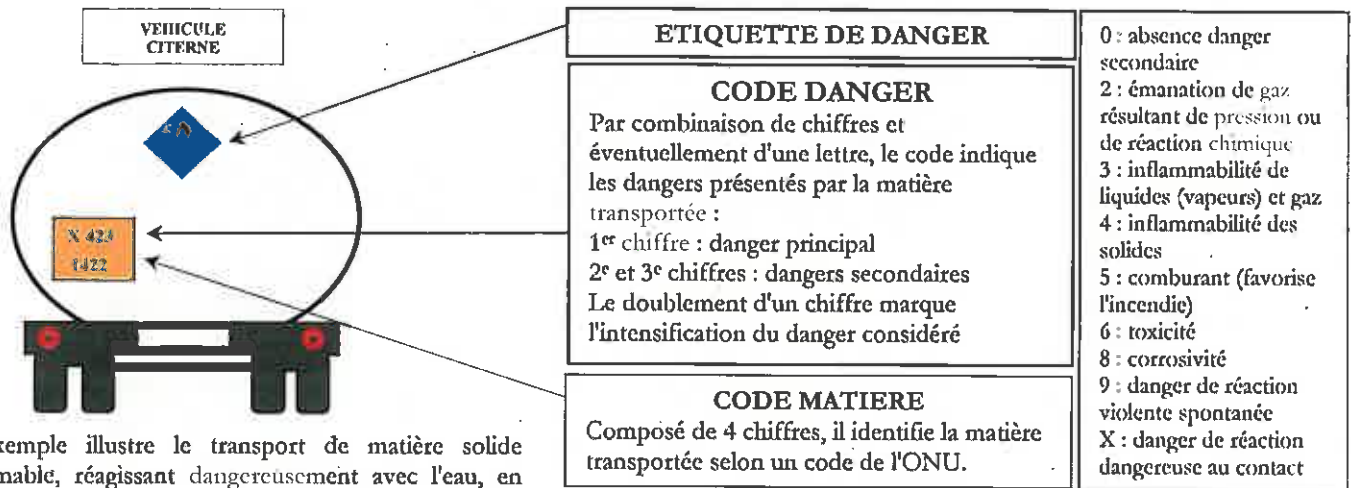 VEHICULE
CITERNE
X 423
1422
ETIQUETTE DE DANGER
CODE DANGER
Par combinaison de chiffres et
éventuellement d'une lettre, le code indique
les dangers présentés par la matière
transportée :
1er chiffre : danger principal
2e et 3e chiffres : dangers secondaires
Le doublement d'un chiffre marque
l'intensification du danger considéré
CODE MATIERE
Composé de 4 chiffres, il identifie la matière
transportée selon un code de l'ONU.
0 : absence danger
secondaire
2 : émanation de gaz
résultant de pression ou
de réaction chimique
3 : inflammabilité de
liquides (vapeurs) et gaz
4 : inflammabilité des
solides
5 : comburant (favorise
l'incendie)
6 : toxicité
8 : corrosivité
9 : danger de réaction
violente spontanée
X : danger de réaction
dangereuse au contact
xemple illustre le transport de matière solide
mable, réagissant dangereusement avec l'eau, en